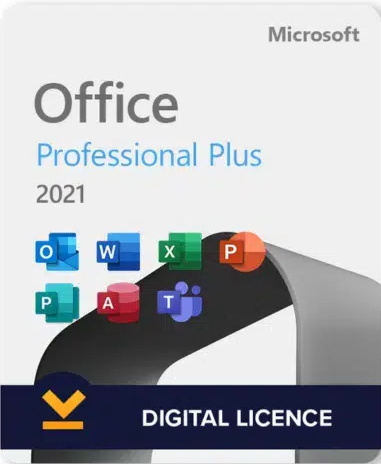 Microsoft
Office
Professional Plus
2021
O W X P
P A T
DIGITAL LICENCE